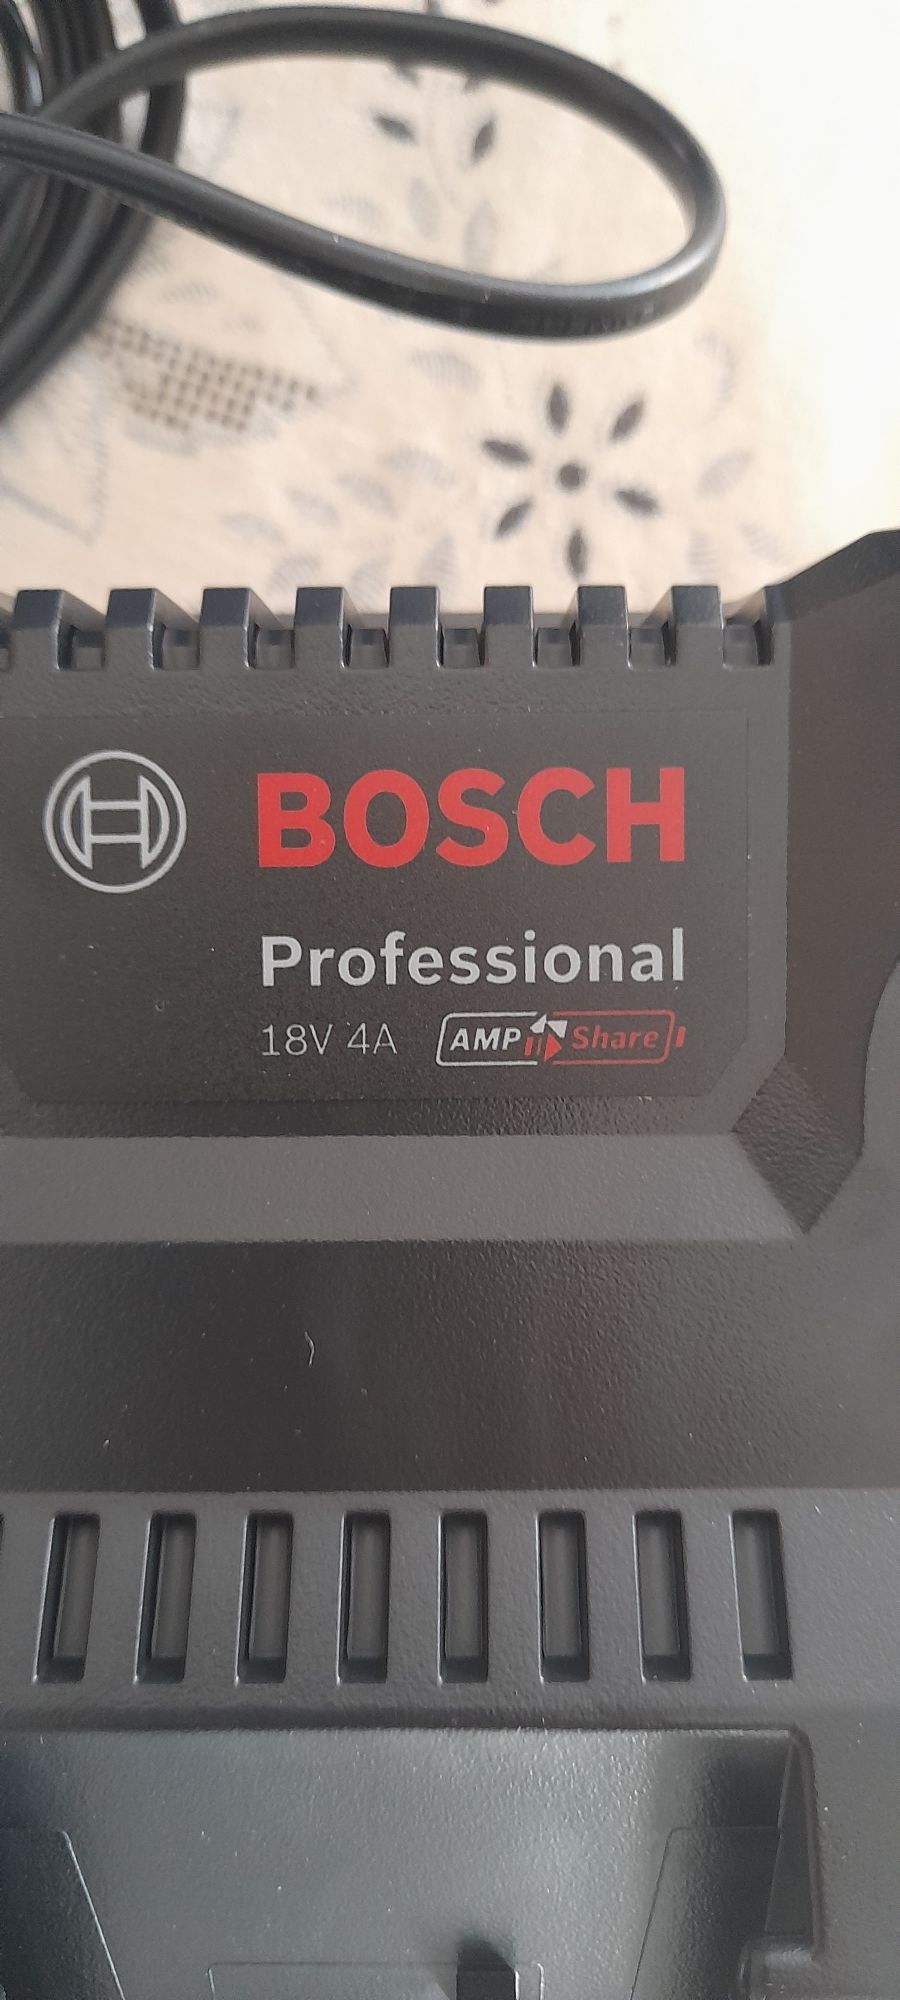 BOSCH
Professional
18V 4A AMP Share